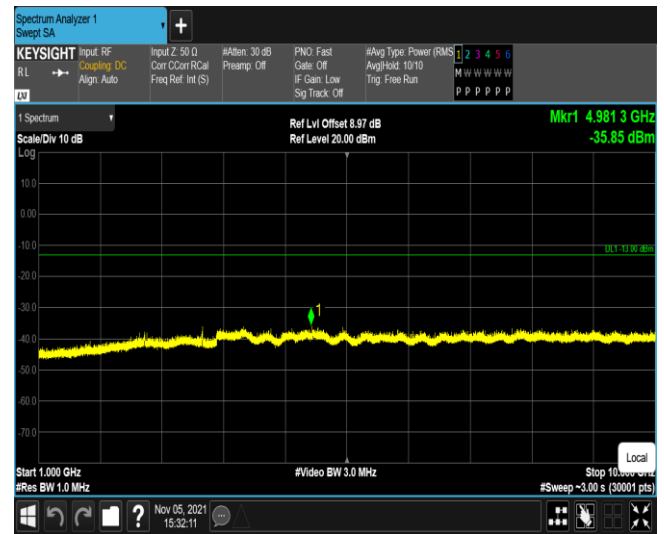 Spectrum Analyzer 1
Swept SA
KEYSIGHT Input: RF Input Z: 50 Ω #Atten: 30 dB PNO: Fast #Avg Type: Power (RMS 1 2 3 4 5 6
RL Coupling: DC Corr CCorr RCal Preamp: Off Gate: Off Avg|Hold: 10/10 M W W W W W
Align: Auto Freq Ref: Int (S) IF Gain: Low Trig: Free Run
LXI Sig Track: Off P P P P P P
1 Spectrum Ref Lvl Offset 8.97 dB Mkr1 4.981 3 GHz
Scale/Div 10 dB Ref Level 20.00 dBm -35.85 dBm
Log
10.0
0.00
-10.0
DL1 -13.00 dBm
-20.0
-30.0
1
-40.0
-50.0
-60.0
-70.0
Local
Start 1.000 GHz #Video BW 3.0 MHz Stop 10.
#Res BW 1.0 MHz #Sweep ~3.00 s (30001 pts)
? Nov 05, 2021
15:32:11